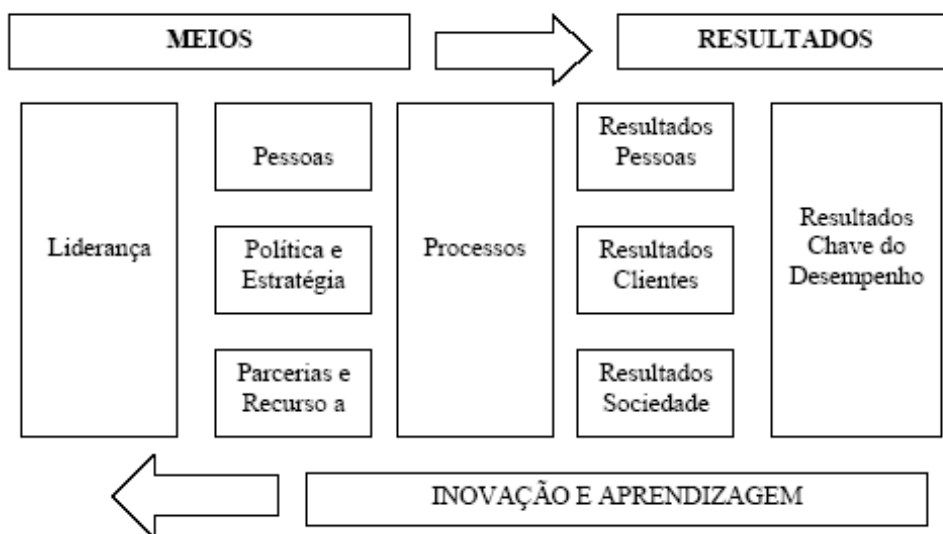 MEIOS
RESULTADOS
Liderança
Pessoas
Política e
Estratégia
Parcerias e
Recurso a
Processos
Resultados
Pessoas
Resultados
Clientes
Resultados
Sociedade
Resultados
Chave do
Desempenho
INOVAÇÃO E APRENDIZAGEM